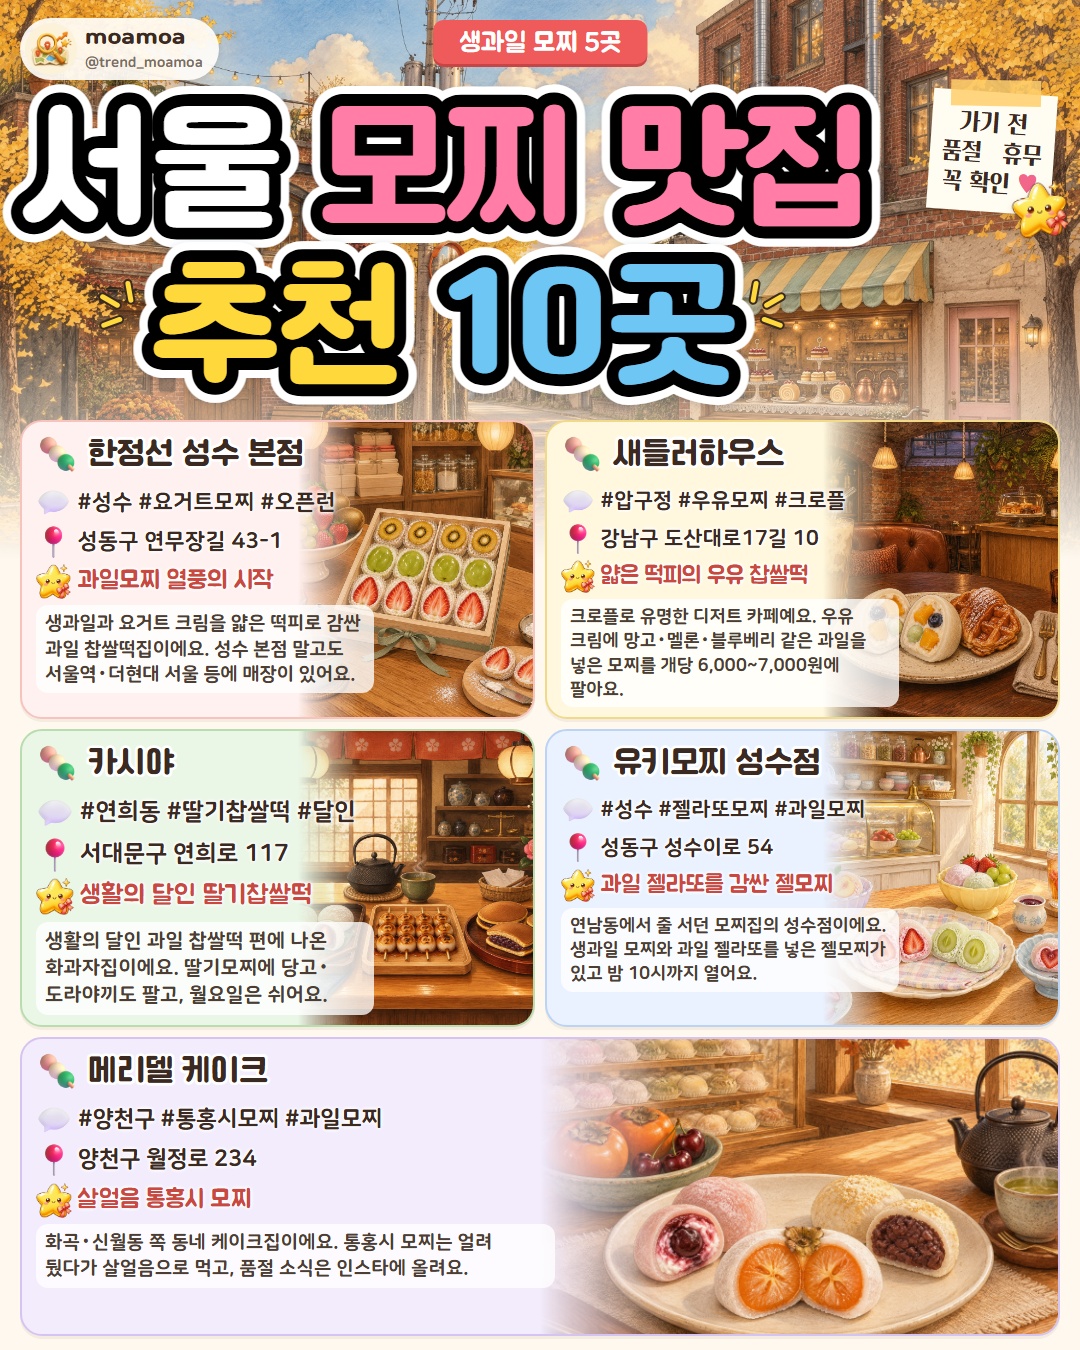 moamoa
@trend_moamoa
생과일 모찌 5곳
서울 모찌 맛집
추천 10곳
가기 전
품절 휴무
꼭 확인
한정선 성수 본점
#성수 #요거트모찌 #오픈런
성동구 연무장길 43-1
과일모찌 열풍의 시작
생과일과 요거트 크림을 얇은 떡피로 감싼
과일 찹쌀떡집이에요. 성수 본점 말고도
서울역·더현대 서울 등에 매장이 있어요.
새들러하우스
#압구정 #우유모찌 #크로플
강남구 도산대로17길 10
얇은 떡피의 우유 찹쌀떡
크로플로 유명한 디저트 카페예요. 우유
크림에 망고·멜론·블루베리 같은 과일을
넣은 모찌를 개당 6,000~7,000원에
팔아요.
카시야
#연희동 #딸기찹쌀떡 #달인
서대문구 연희로 117
생활의 달인 딸기찹쌀떡
생활의 달인 과일 찹쌀떡 편에 나온
화과자집이에요. 딸기모찌에 당고·
도라야끼도 팔고, 월요일은 쉬어요.
유키모찌 성수점
#성수 #젤라또모찌 #과일모찌
성동구 성수이로 54
과일 젤라또를 감싼 젤모찌
연남동에서 줄 서던 모찌집의 성수점이에요.
생과일 모찌와 과일 젤라또를 넣은 젤모찌가
있고 밤 10시까지 열어요.
메리델 케이크
#양천구 #통홍시모찌 #과일모찌
양천구 월정로 234
살얼음 통홍시 모찌
화곡·신월동 쪽 동네 케이크집이에요. 통홍시 모찌는 얼려
뒀다가 살얼음으로 먹고, 품절 소식은 인스타에 올려요.